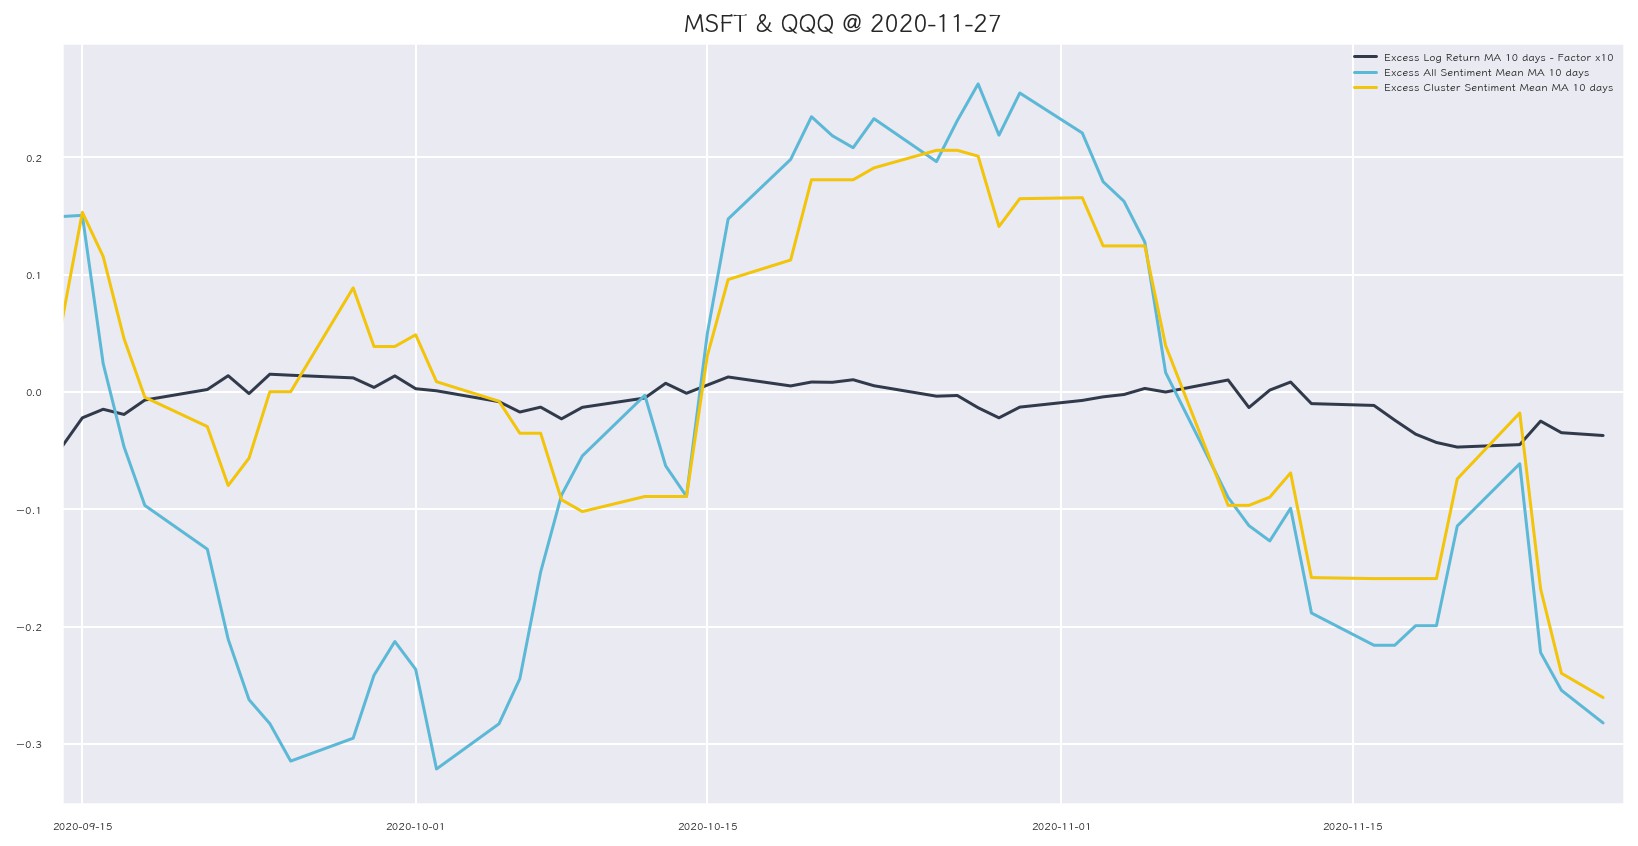 MSFT & QQQ @ 2020-11-27
Excess Log Return MA 10 days - Factor x10
Excess All Sentiment Mean MA 10 days
Excess Cluster Sentiment Mean MA 10 days
0.2
0.1
0.0
−0.1
−0.2
−0.3
2020-09-15 2020-10-01 2020-10-15 2020-11-01 2020-11-15